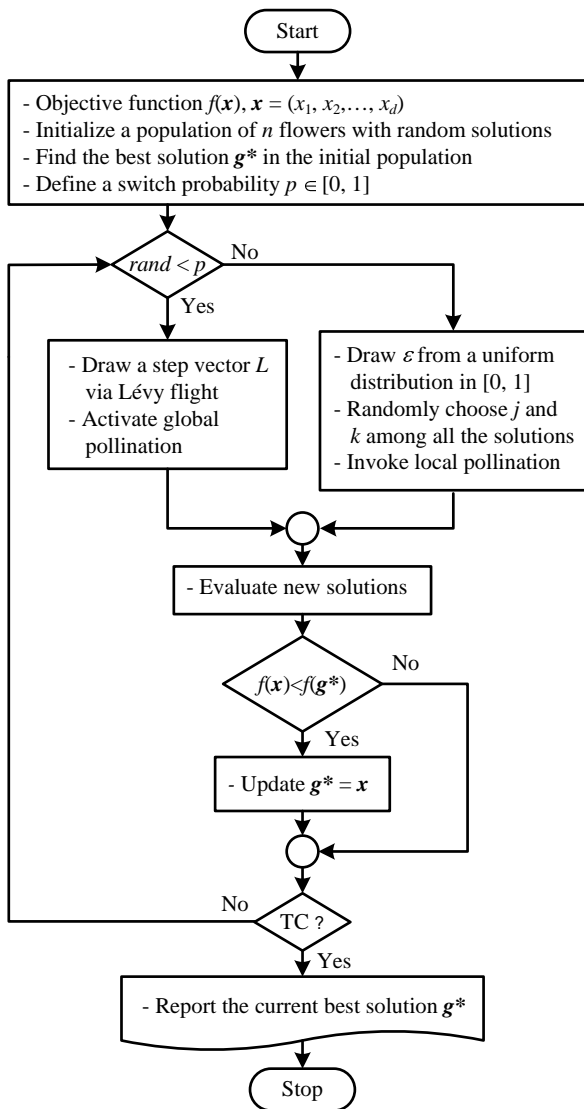 Start
- Objective function f(x), x = (x1, x2,…, xd)
- Initialize a population of n flowers with random solutions
- Find the best solution g* in the initial population
- Define a switch probability p ∈ [0, 1]
rand < p
No
Yes
- Draw a step vector L
via Lévy flight
- Activate global
pollination
- Draw ε from a uniform
distribution in [0, 1]
- Randomly choose j and
k among all the solutions
- Invoke local pollination
- Evaluate new solutions
f(x)<f(g*)
No
Yes
- Update g* = x
No
TC ?
Yes
- Report the current best solution g*
Stop